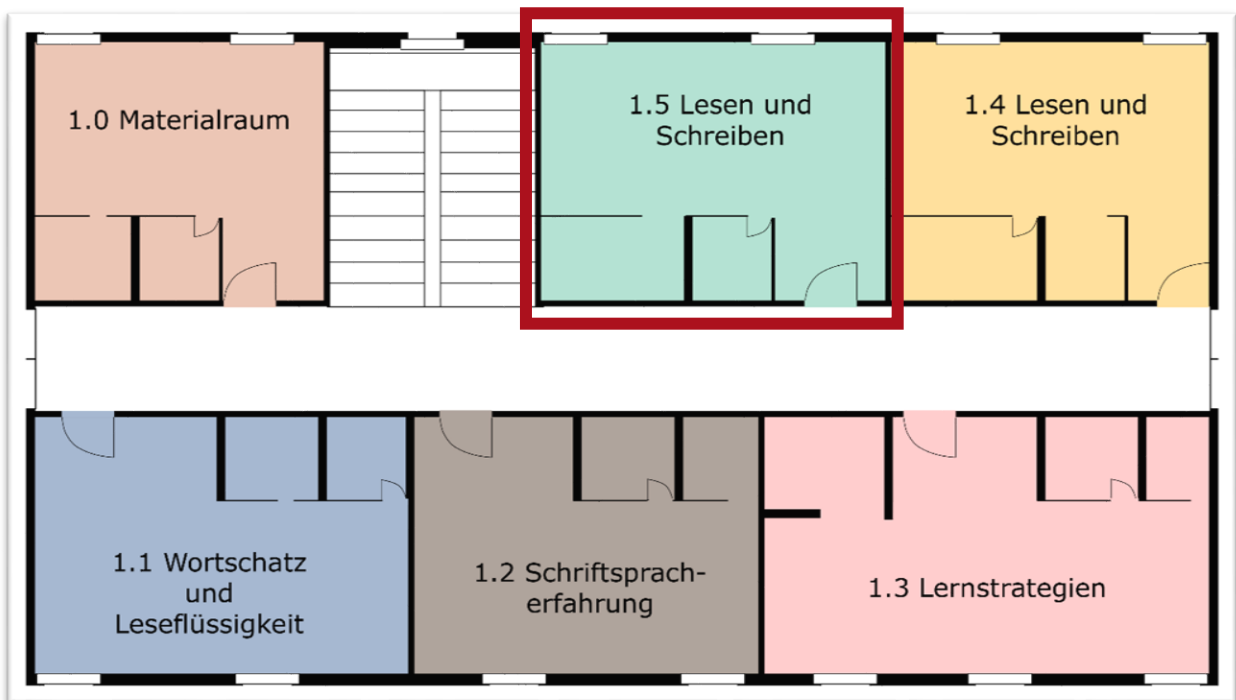 1.0 Materialraum
1.5 Lesen und
Schreiben
1.4 Lesen und
Schreiben
1.1 Wortschatz
und
Leseflüssigkeit
1.2 Schriftsprach-
erfahrung
1.3 Lernstrategien